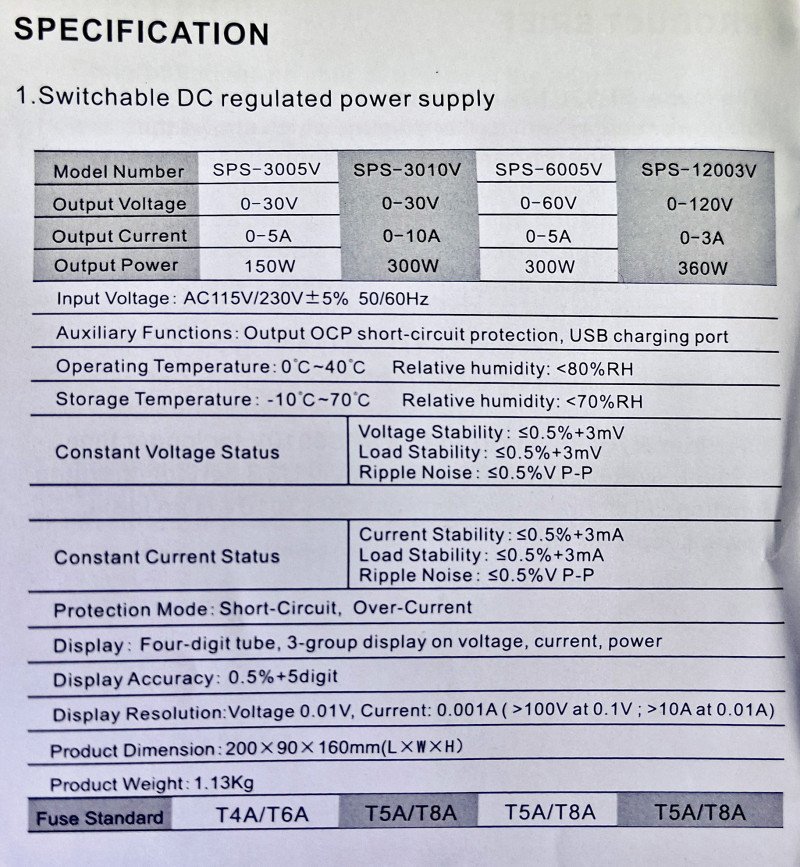 SPECIFICATION
1.Switchable DC regulated power supply
Model Number SPS-3005V SPS-3010V SPS-6005V SPS-12003V
Output Voltage 0-30V 0-30V 0-60V 0-120V
Output Current 0-5A 0-10A 0-5A 0-3A
Output Power 150W 300W 300W 360W
Input Voltage: AC115V/230V±5% 50/60Hz
Auxiliary Functions: Output OCP short-circuit protection, USB charging port
Operating Temperature: 0℃~40℃ Relative humidity: <80%RH
Storage Temperature: -10℃~70℃ Relative humidity: <70%RH
Constant Voltage Status
Voltage Stability: ≤0.5%+3mV
Load Stability: ≤0.5%+3mV
Ripple Noise: ≤0.5%V P-P
Constant Current Status
Current Stability: ≤0.5%+3mA
Load Stability: ≤0.5%+3mA
Ripple Noise: ≤0.5%V P-P
Protection Mode: Short-Circuit, Over-Current
Display: Four-digit tube, 3-group display on voltage, current, power
Display Accuracy: 0.5%+5digit
Display Resolution:Voltage 0.01V, Current: 0.001A ( >100V at 0.1V ; >10A at 0.01A)
Product Dimension: 200×90×160mm(L×W×H)
Product Weight: 1.13Kg
Fuse Standard T4A/T6A T5A/T8A T5A/T8A T5A/T8A